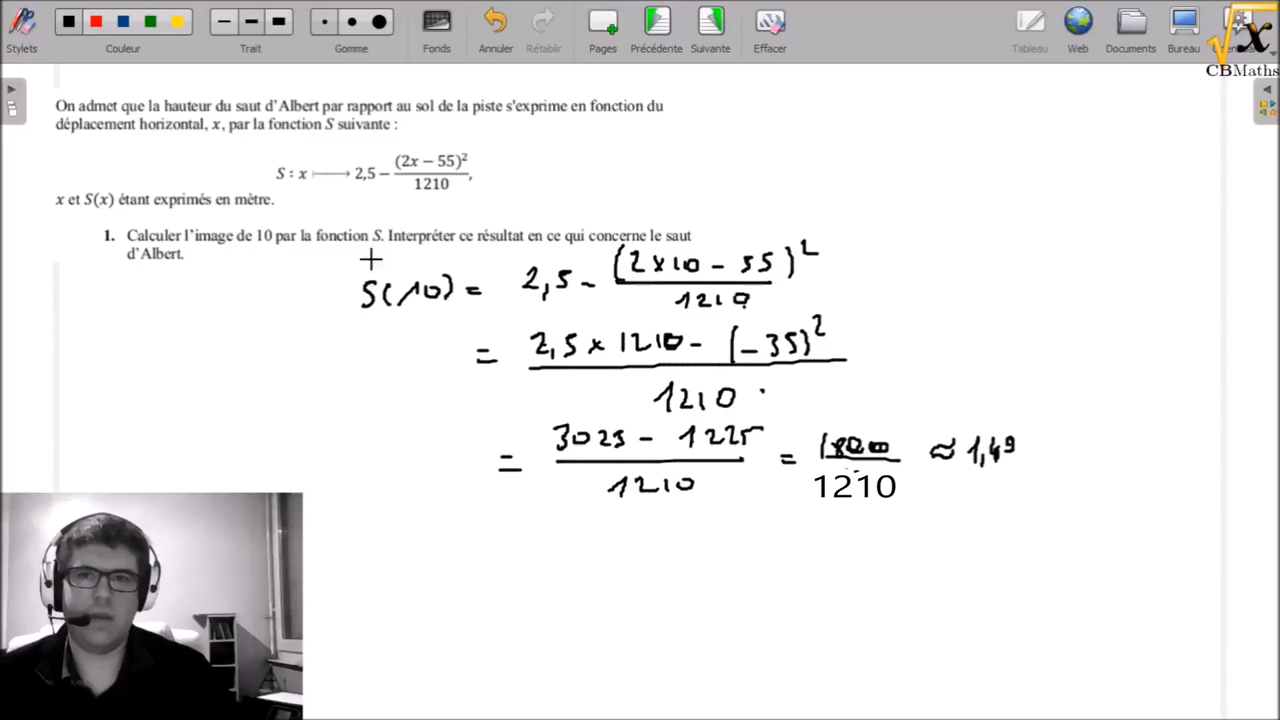 Stylets Couleur Trait Gomme Fonds Annuler Rétablir Pages Précédente Suivante Effacer Tableau Web Documents Bureau
CBMaths
On admet que la hauteur du saut d'Albert par rapport au sol de la piste s'exprime en fonction du
déplacement horizontal, x, par la fonction S suivante :
S : x ⟼ 2,5 − (2x − 55)² / 1210,
x et S(x) étant exprimés en mètre.
1. Calculer l'image de 10 par la fonction S. Interpréter ce résultat en ce qui concerne le saut
d'Albert.
S(10) = 2,5 - (2×10 - 55)² / 1210
= 2,5 × 1210 - (-35)² / 1210
= 3025 - 1225 / 1210 = 1800 / 1210 ≈ 1,49